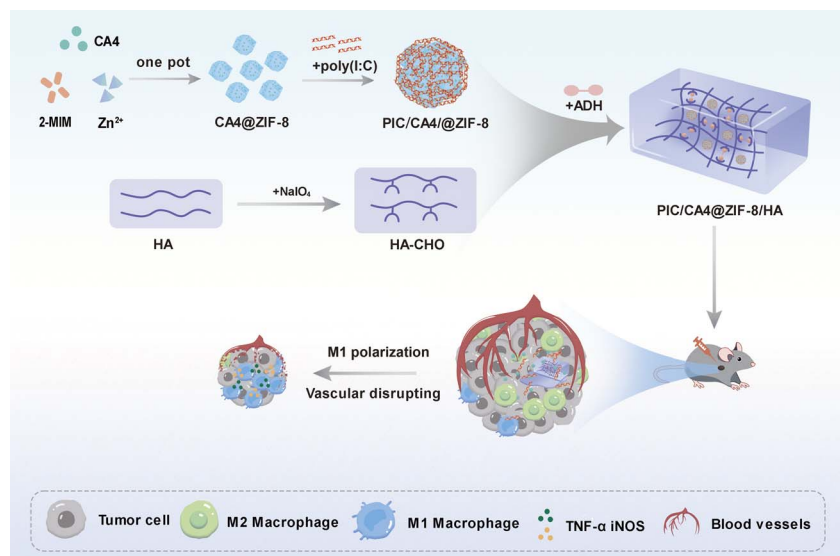 CA4
one pot
+poly(I:C)
2-MIM
Zn²⁺
CA4@ZIF-8
PIC/CA4/@ZIF-8
+ADH
+NaIO₄
HA
HA-CHO
PIC/CA4@ZIF-8/HA
M1 polarization
Vascular disrupting
Tumor cell
M2 Macrophage
M1 Macrophage
TNF-α iNOS
Blood vessels